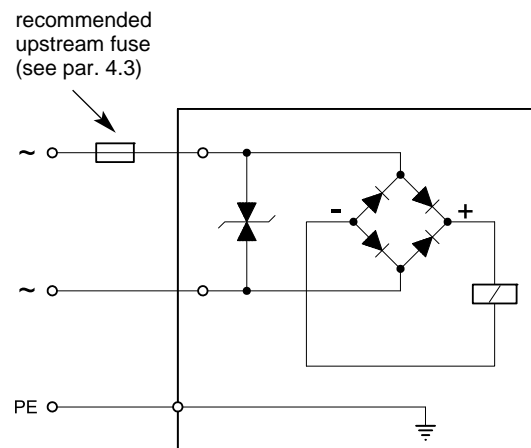 recommended
upstream fuse
(see par. 4.3)
~
- +
~
PE